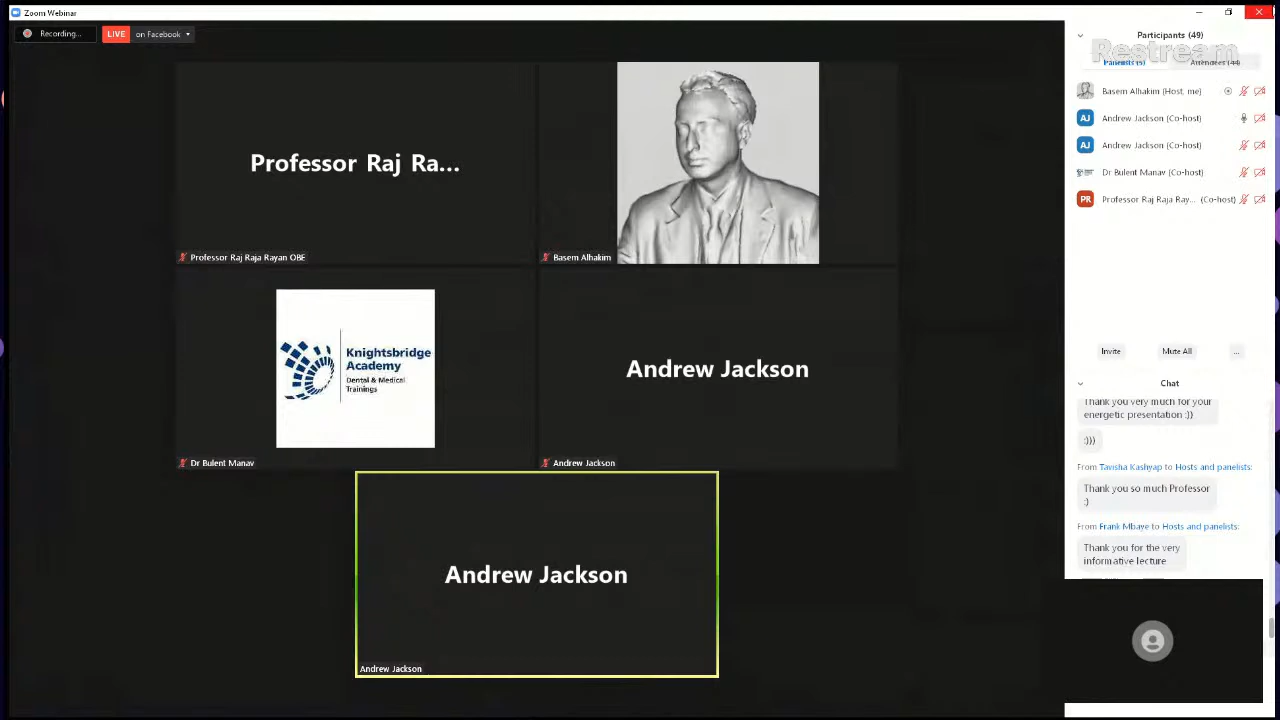 Zoom Webinar
Recording...
LIVE on Facebook
Professor Raj Ra...
Professor Raj Raja Rayan OBE
Basem Alhakim
Knightsbridge
Academy
Dental & Medical
Trainings
Dr Bulent Manav
Andrew Jackson
Andrew Jackson
Andrew Jackson
Andrew Jackson
Participants (49)
Restream
Panelists (5) Attendees (44)
Basem Alhakim (Host, me)
AJ Andrew Jackson (Co-host)
AJ Andrew Jackson (Co-host)
Dr Bulent Manav (Co-host)
PR Professor Raj Raja Ray... (Co-host)
Invite Mute All ...
Chat
Thank you very much for your
energetic presentation :))
:)))
From Tavisha Kashyap to Hosts and panelists:
Thank you so much Professor
:)
From Frank Mbaye to Hosts and panelists:
Thank you for the very
informative lecture